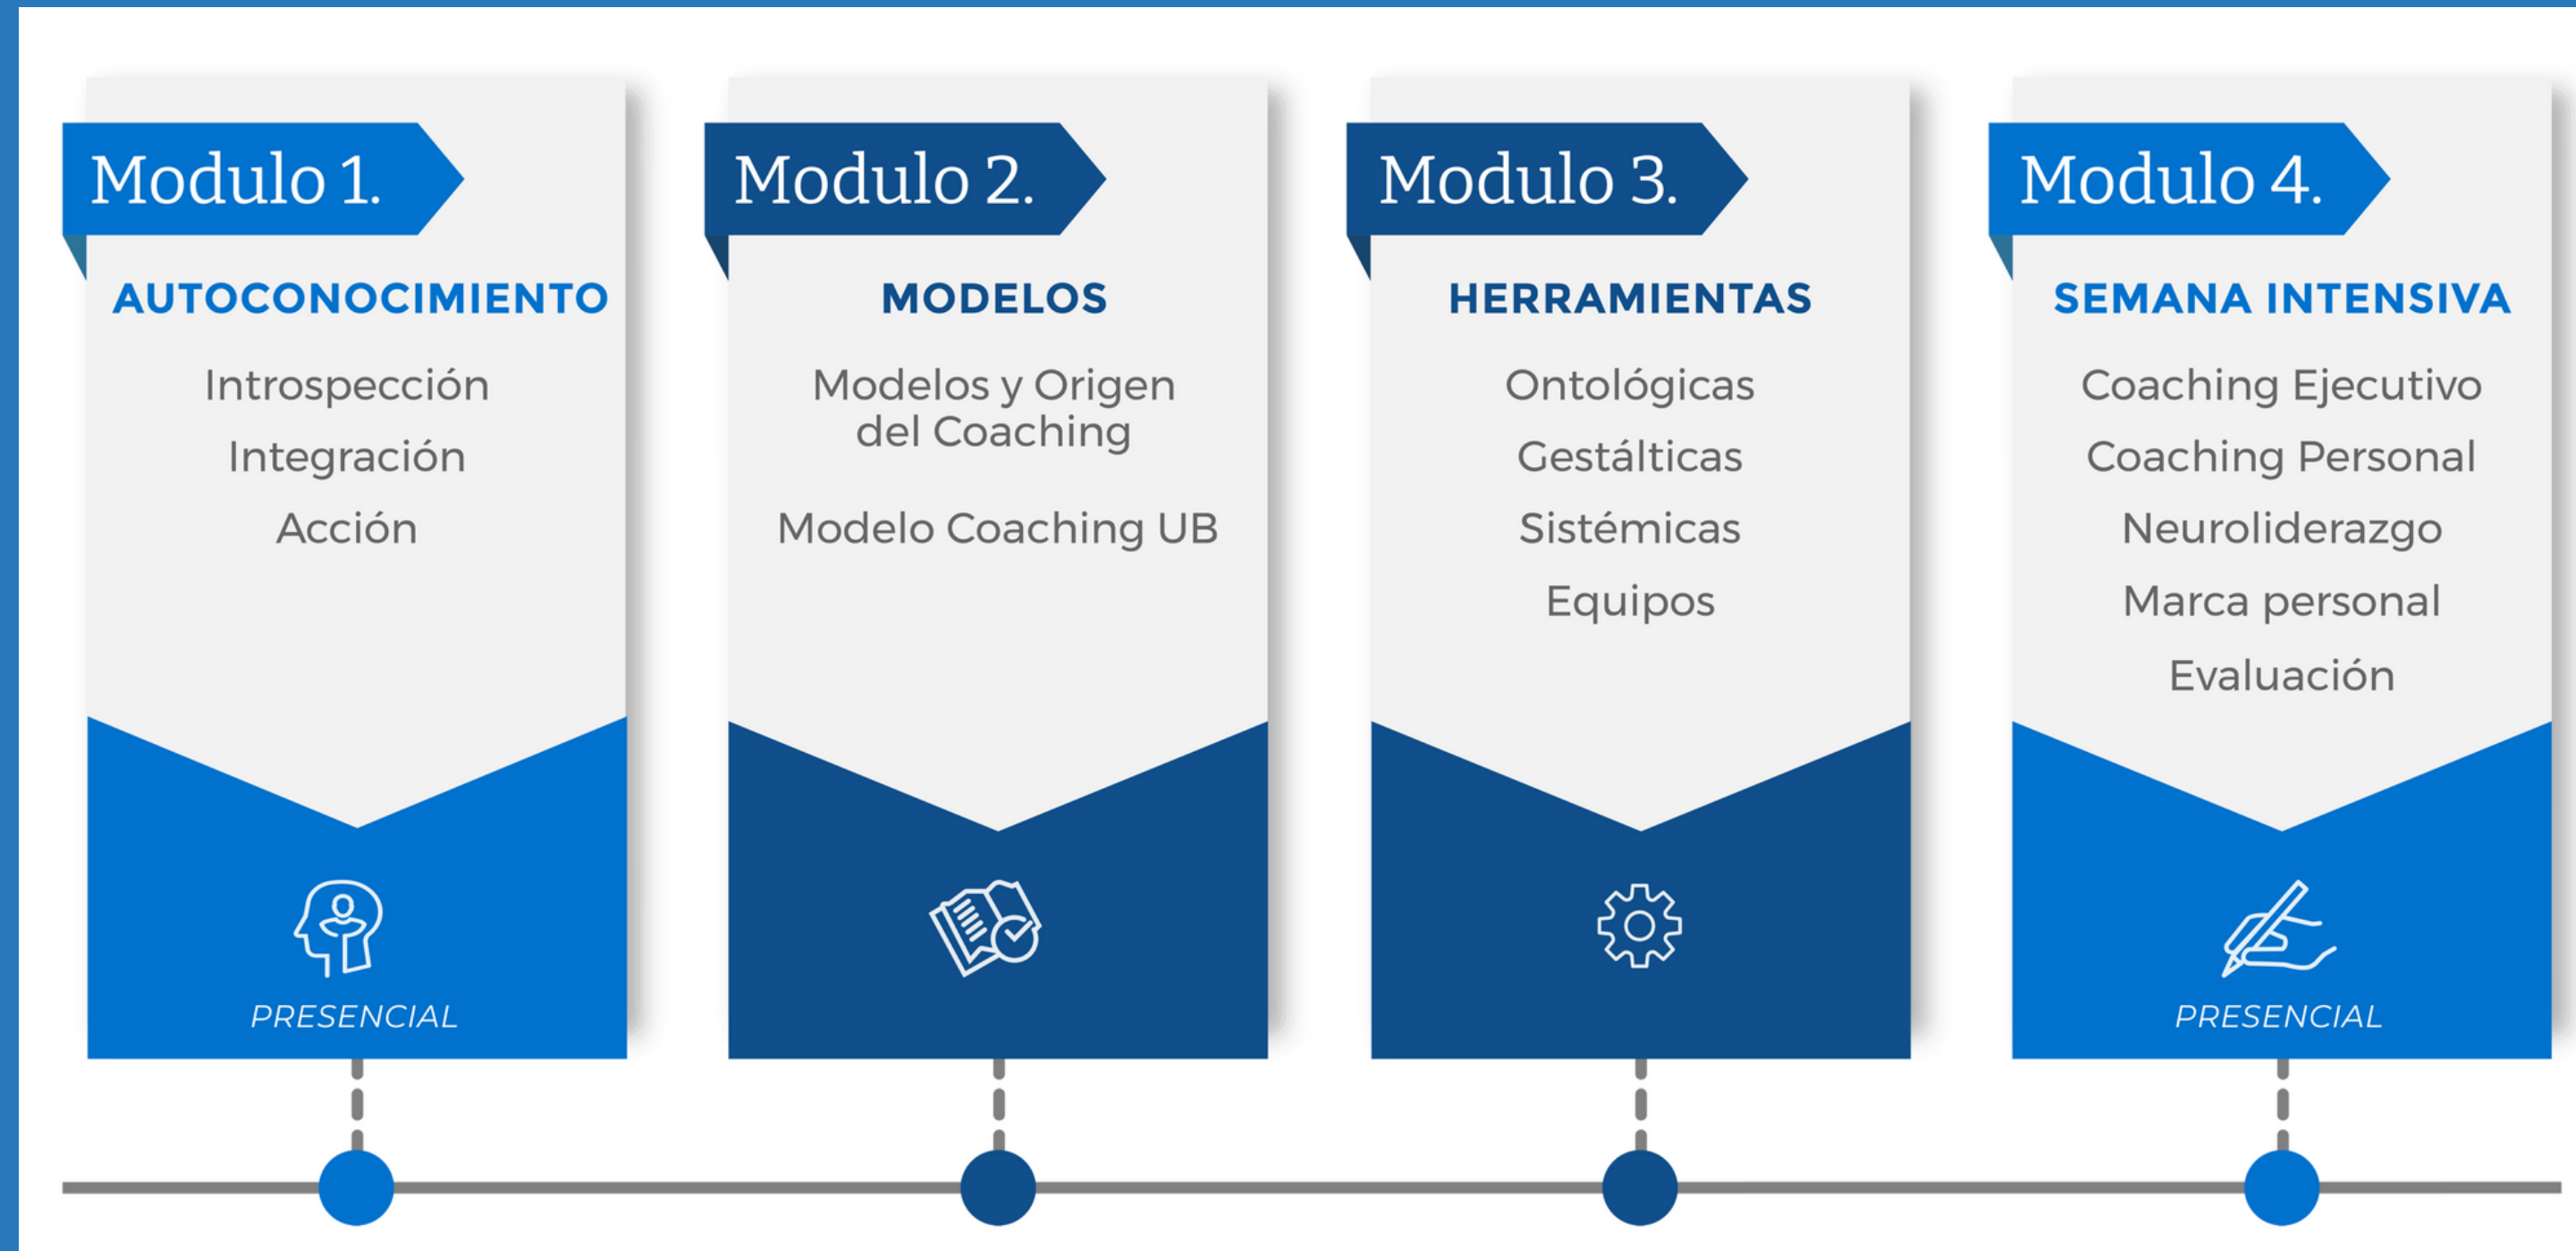 Modulo 1.
AUTOCONOCIMIENTO
Introspección
Integración
Acción
PRESENCIAL
Modulo 2.
MODELOS
Modelos y Origen
del Coaching
Modelo Coaching UB
Modulo 3.
HERRAMIENTAS
Ontológicas
Gestálticas
Sistémicas
Equipos
Modulo 4.
SEMANA INTENSIVA
Coaching Ejecutivo
Coaching Personal
Neuroliderazgo
Marca personal
Evaluación
PRESENCIAL